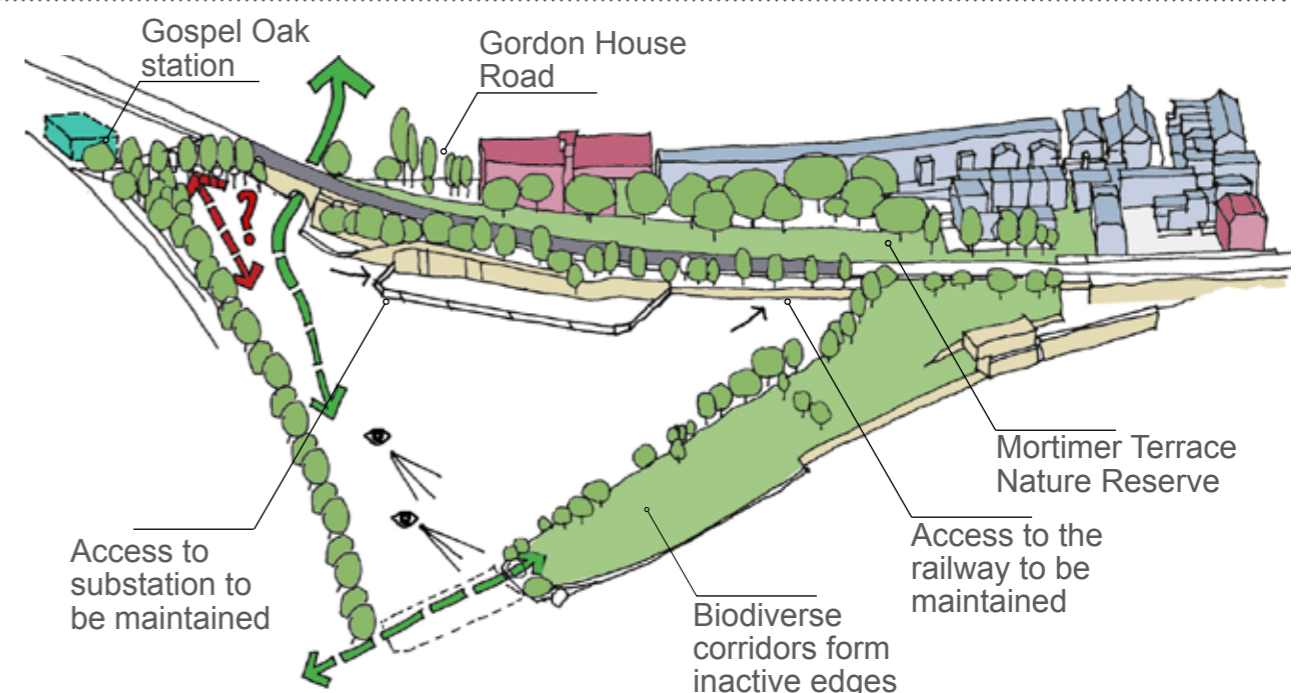 Gospel Oak
station
Gordon House
Road
?
Mortimer Terrace
Nature Reserve
Access to
substation to
be maintained
Access to the
railway to be
maintained
Biodiverse
corridors form
inactive edges